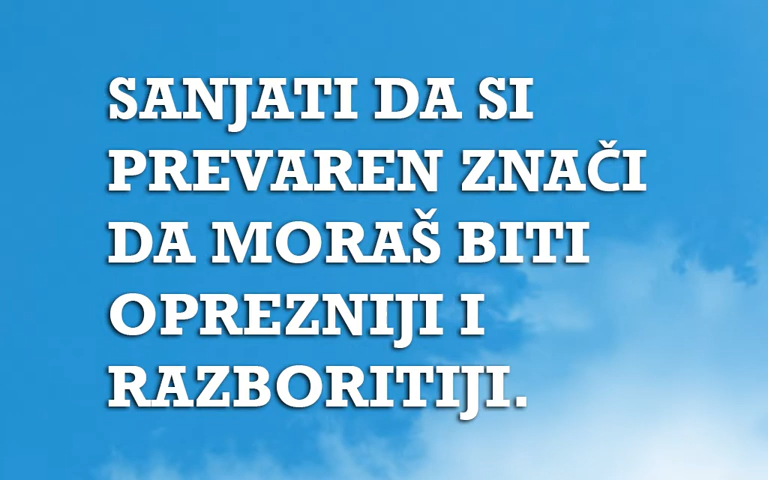 SANJATI DA SI
PREVAREN ZNAČI
DA MORAŠ BITI
OPREZNIJI I
RAZBORITIJI.